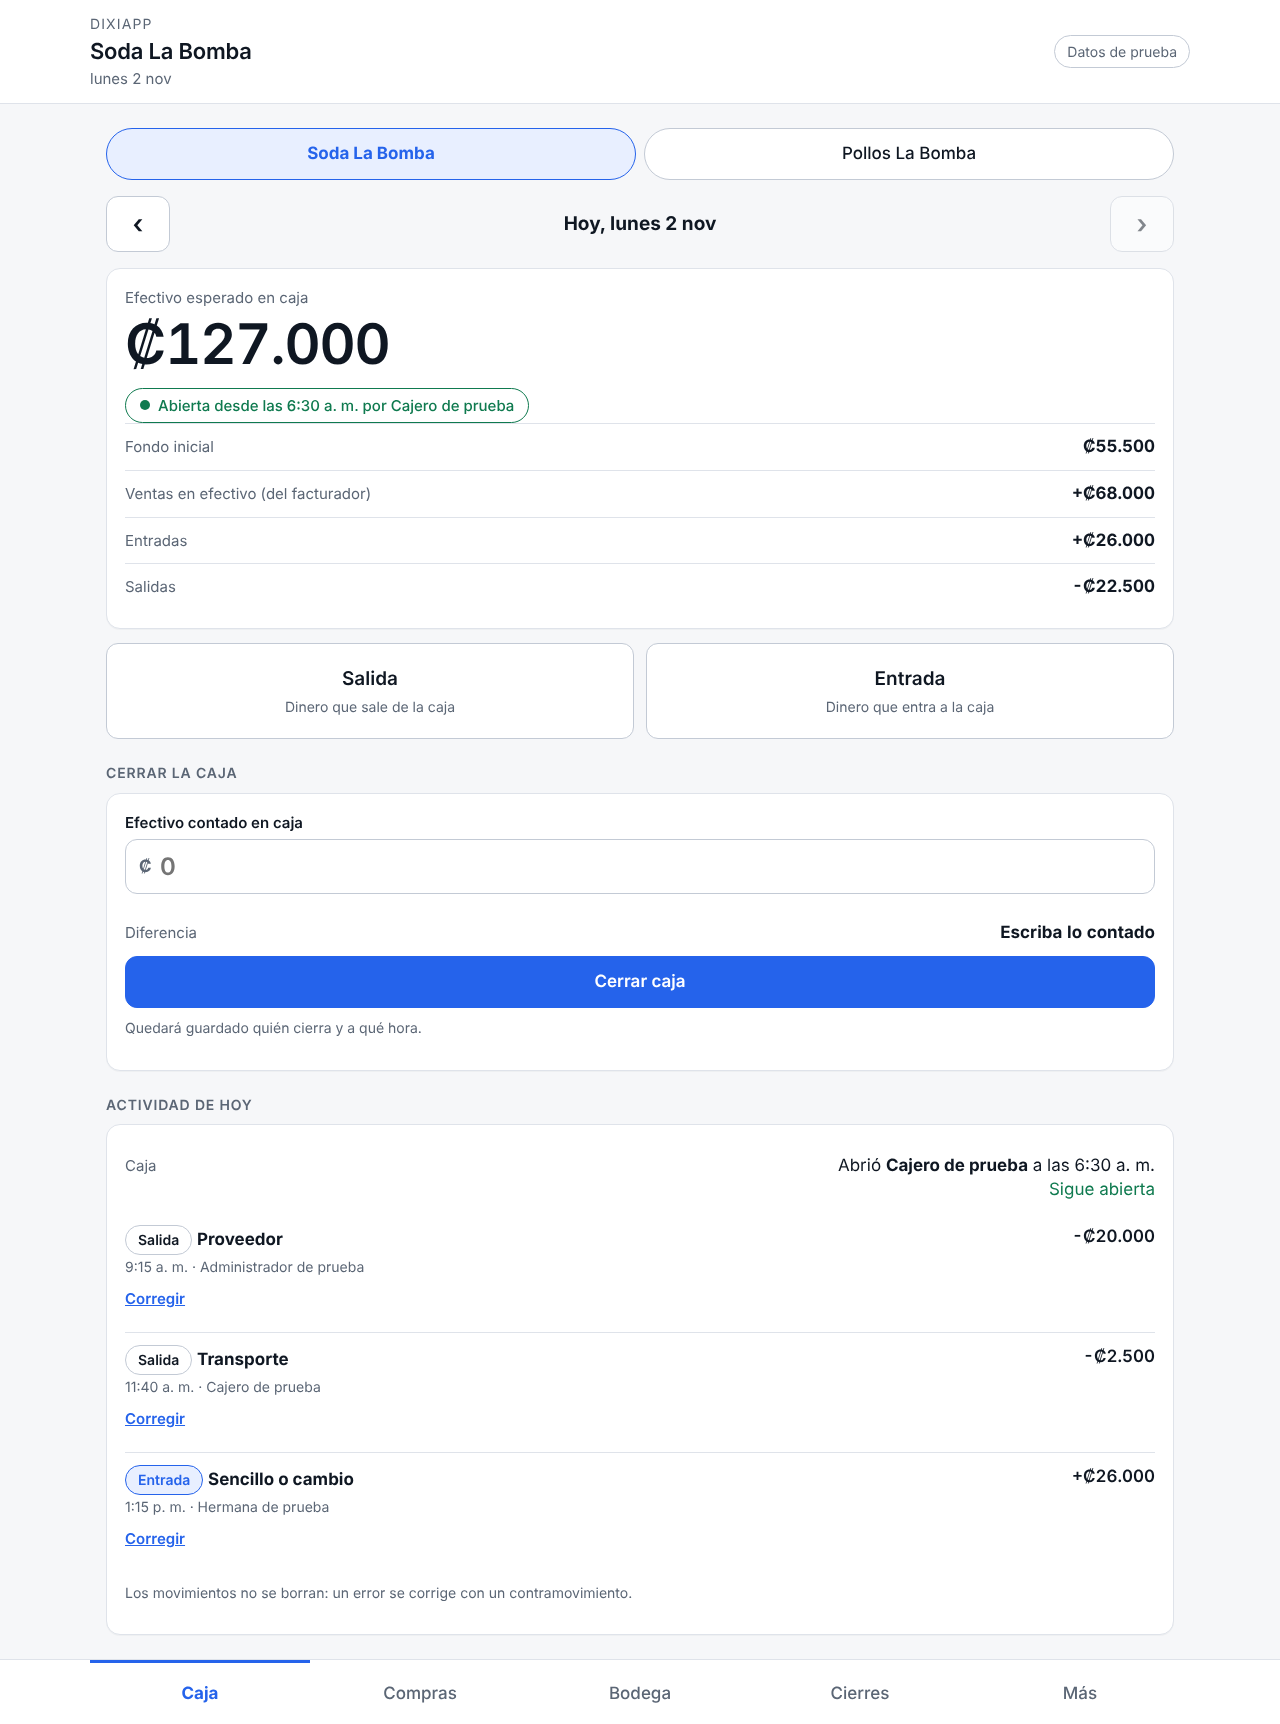 DIXIAPP
Soda La Bomba
lunes 2 nov
Datos de prueba
Soda La Bomba
Pollos La Bomba
‹
Hoy, lunes 2 nov
›
Efectivo esperado en caja
₡127.000
Abierta desde las 6:30 a. m. por Cajero de prueba
Fondo inicial
₡55.500
Ventas en efectivo (del facturador)
+₡68.000
Entradas
+₡26.000
Salidas
-₡22.500
Salida
Dinero que sale de la caja
Entrada
Dinero que entra a la caja
CERRAR LA CAJA
Efectivo contado en caja
₡ 0
Diferencia
Escriba lo contado
Cerrar caja
Quedará guardado quién cierra y a qué hora.
ACTIVIDAD DE HOY
Caja
Abrió Cajero de prueba a las 6:30 a. m.
Sigue abierta
Salida Proveedor
-₡20.000
9:15 a. m. · Administrador de prueba
Corregir
Salida Transporte
-₡2.500
11:40 a. m. · Cajero de prueba
Corregir
Entrada Sencillo o cambio
+₡26.000
1:15 p. m. · Hermana de prueba
Corregir
Los movimientos no se borran: un error se corrige con un contramovimiento.
Caja
Compras
Bodega
Cierres
Más